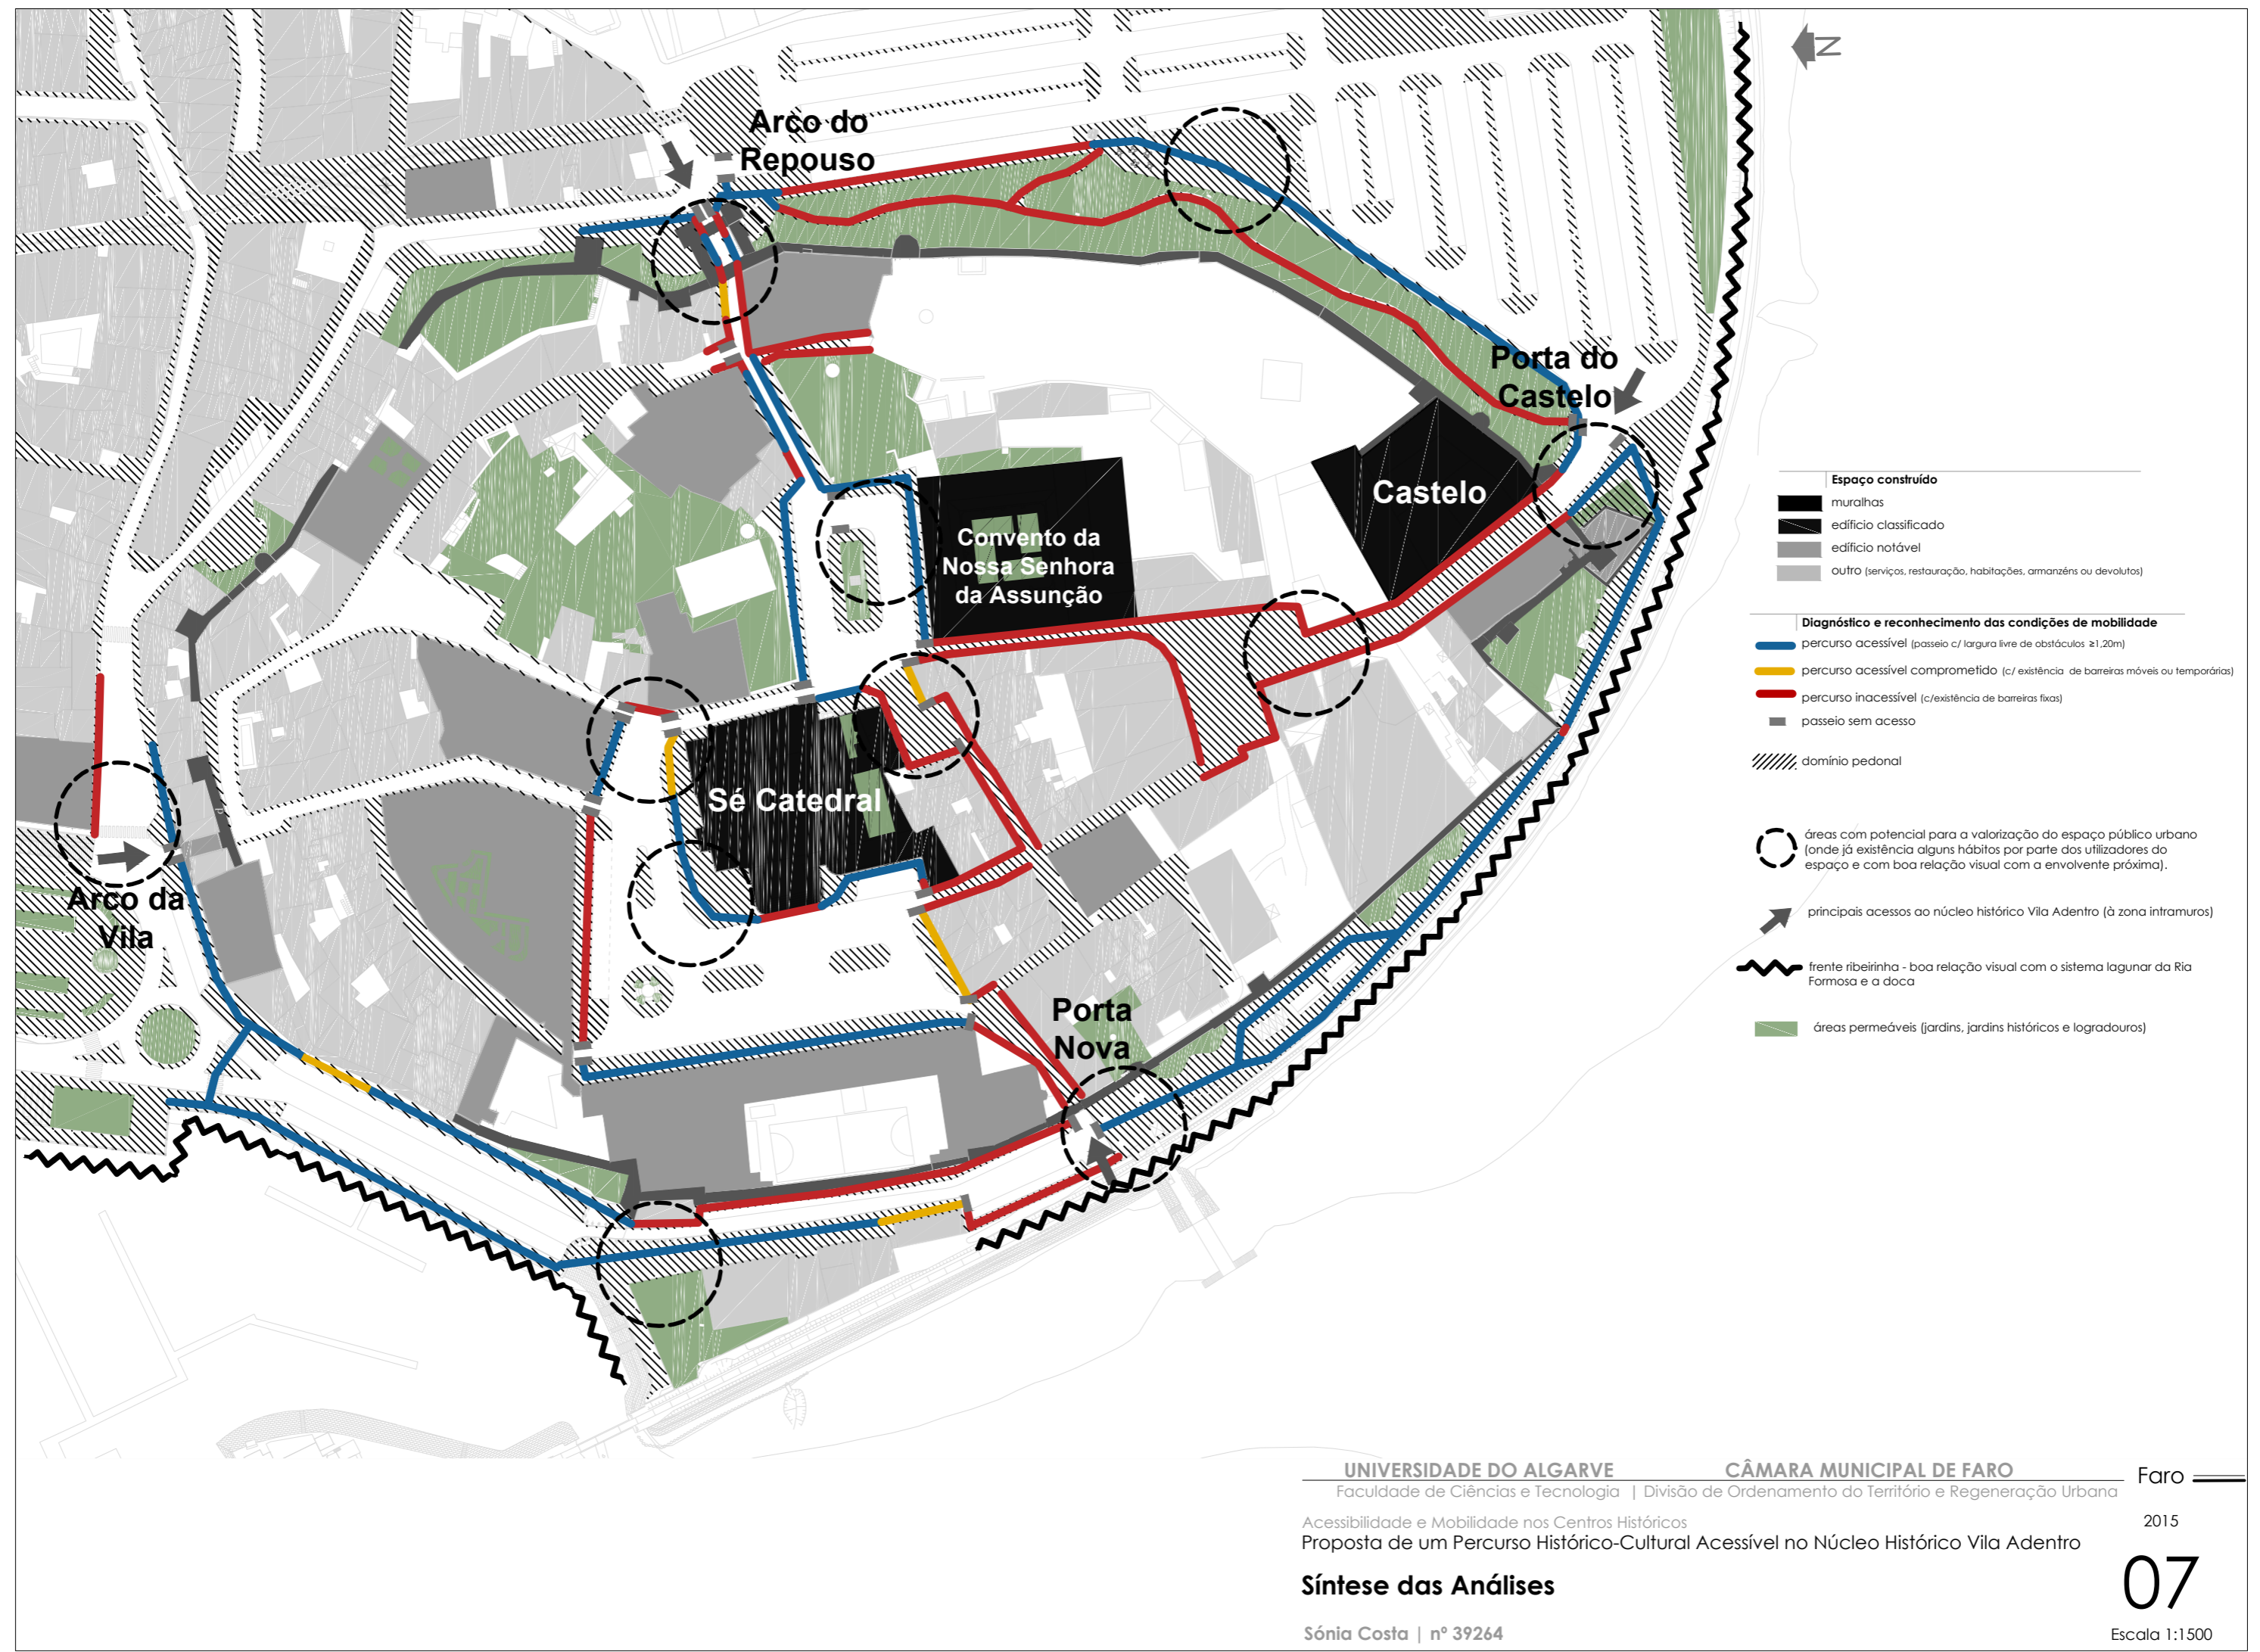 N
Arco do
Repouso
Porta do
Castelo
Castelo
Convento da
Nossa Senhora
da Assunção
Sé Catedral
Arco da
Vila
Porta
Nova
Espaço construído
muralhas
edíficio classificado
edíficio notável
outro (serviços, restauração, habitações, armanzéns ou devolutos)
Diagnóstico e reconhecimento das condições de mobilidade
percurso acessível (passeio c/ largura livre de obstáculos ≥1,20m)
percurso acessível comprometido (c/ existência de barreiras móveis ou temporárias)
percurso inacessível (c/existência de barreiras fixas)
passeio sem acesso
domínio pedonal
áreas com potencial para a valorização do espaço público urbano
(onde já existência alguns hábitos por parte dos utilizadores do
espaço e com boa relação visual com a envolvente próxima).
principais acessos ao núcleo histórico Vila Adentro (à zona intramuros)
frente ribeirinha - boa relação visual com o sistema lagunar da Ria
Formosa e a doca
áreas permeáveis (jardins, jardins históricos e logradouros)
UNIVERSIDADE DO ALGARVE CÂMARA MUNICIPAL DE FARO
Faro
Faculdade de Ciências e Tecnologia | Divisão de Ordenamento do Território e Regeneração Urbana
Acessibilidade e Mobilidade nos Centros Históricos
2015
Proposta de um Percurso Histórico-Cultural Acessível no Núcleo Histórico Vila Adentro
Síntese das Análises
07
Sónia Costa | nº 39264
Escala 1:1500